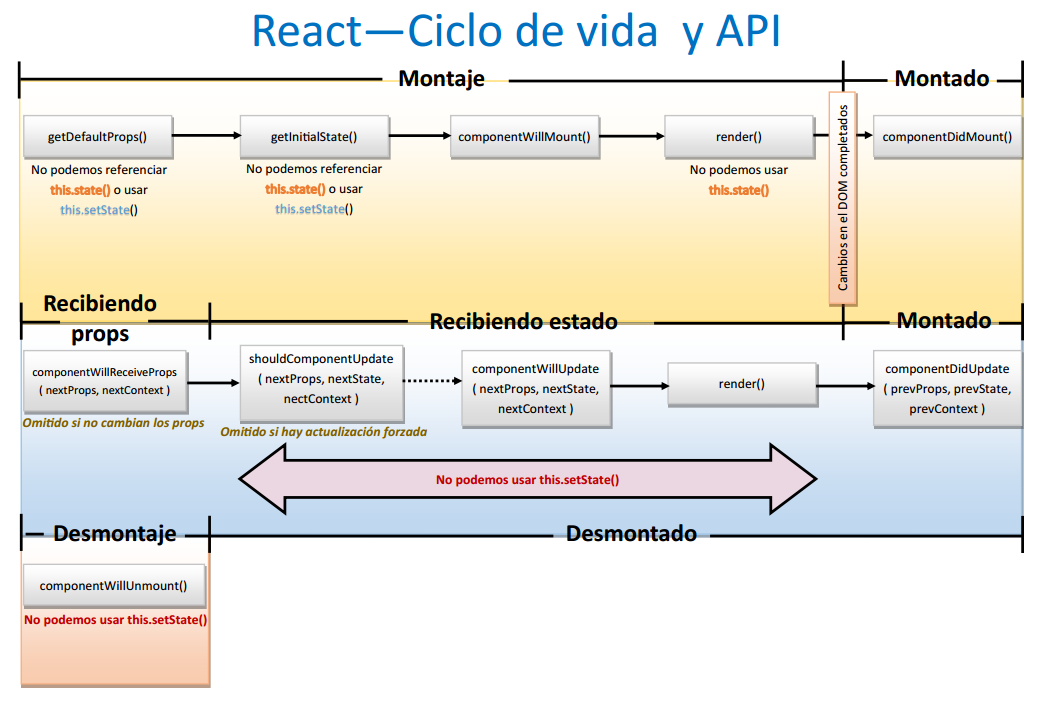 React—Ciclo de vida y API
Montaje
Montado
getDefaultProps()
getInitialState()
componentWillMount()
render()
componentDidMount()
No podemos referenciar
this.state() o usar
this.setState()
No podemos referenciar
this.state() o usar
this.setState()
No podemos usar
this.state()
Cambios en el DOM completados
Recibiendo
props
Recibiendo estado
Montado
componentWillReceiveProps
( nextProps, nextContext )
Omitido si no cambian los props
shouldComponentUpdate
( nextProps, nextState,
nectContext )
Omitido si hay actualización forzada
componentWillUpdate
( nextProps, nextState,
nextContext )
render()
componentDidUpdate
( prevProps, prevState,
prevContext )
No podemos usar this.setState()
Desmontaje
Desmontado
componentWillUnmount()
No podemos usar this.setState()